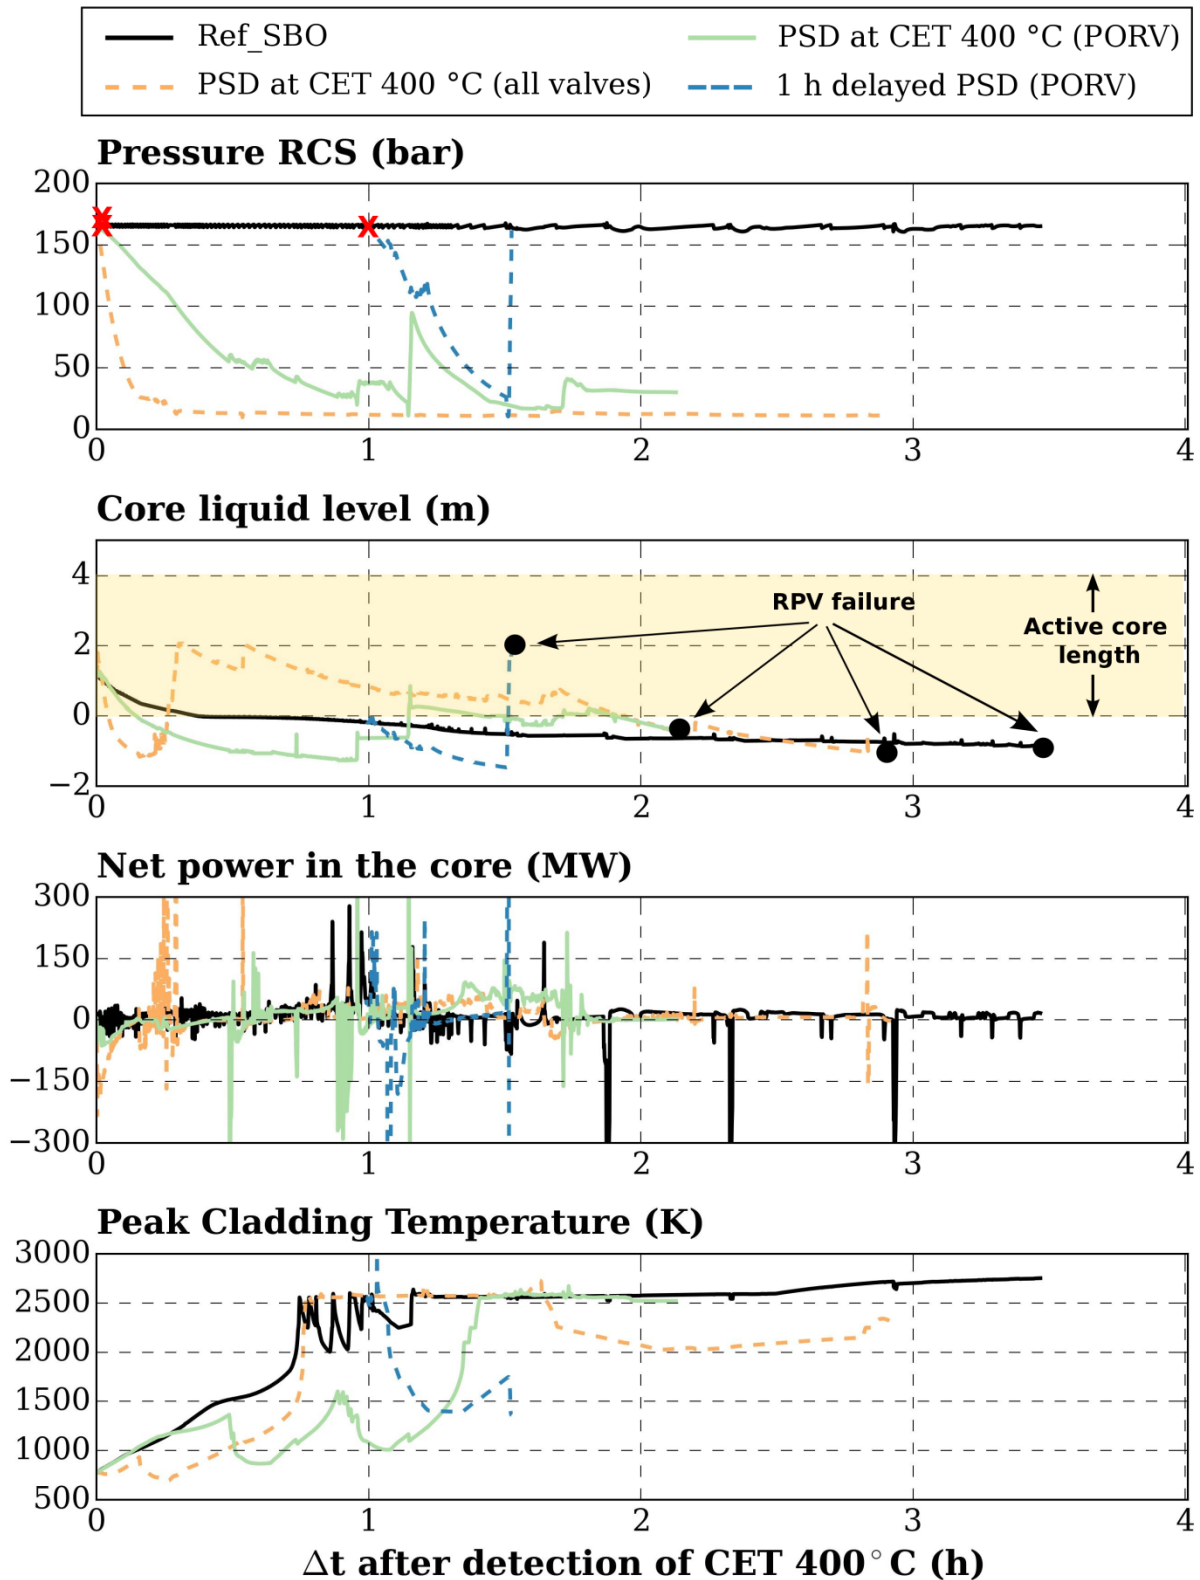 Ref_SBO
PSD at CET 400 °C (PORV)
PSD at CET 400 °C (all valves)
1 h delayed PSD (PORV)
Pressure RCS (bar)
200
150
100
50
0
0 1 2 3 4
Core liquid level (m)
4
2
0
−2
RPV failure
Active core
length
0 1 2 3 4
Net power in the core (MW)
300
150
0
−150
−300
0 1 2 3 4
Peak Cladding Temperature (K)
3000
2500
2000
1500
1000
500
0 1 2 3 4
Δt after detection of CET 400°C (h)